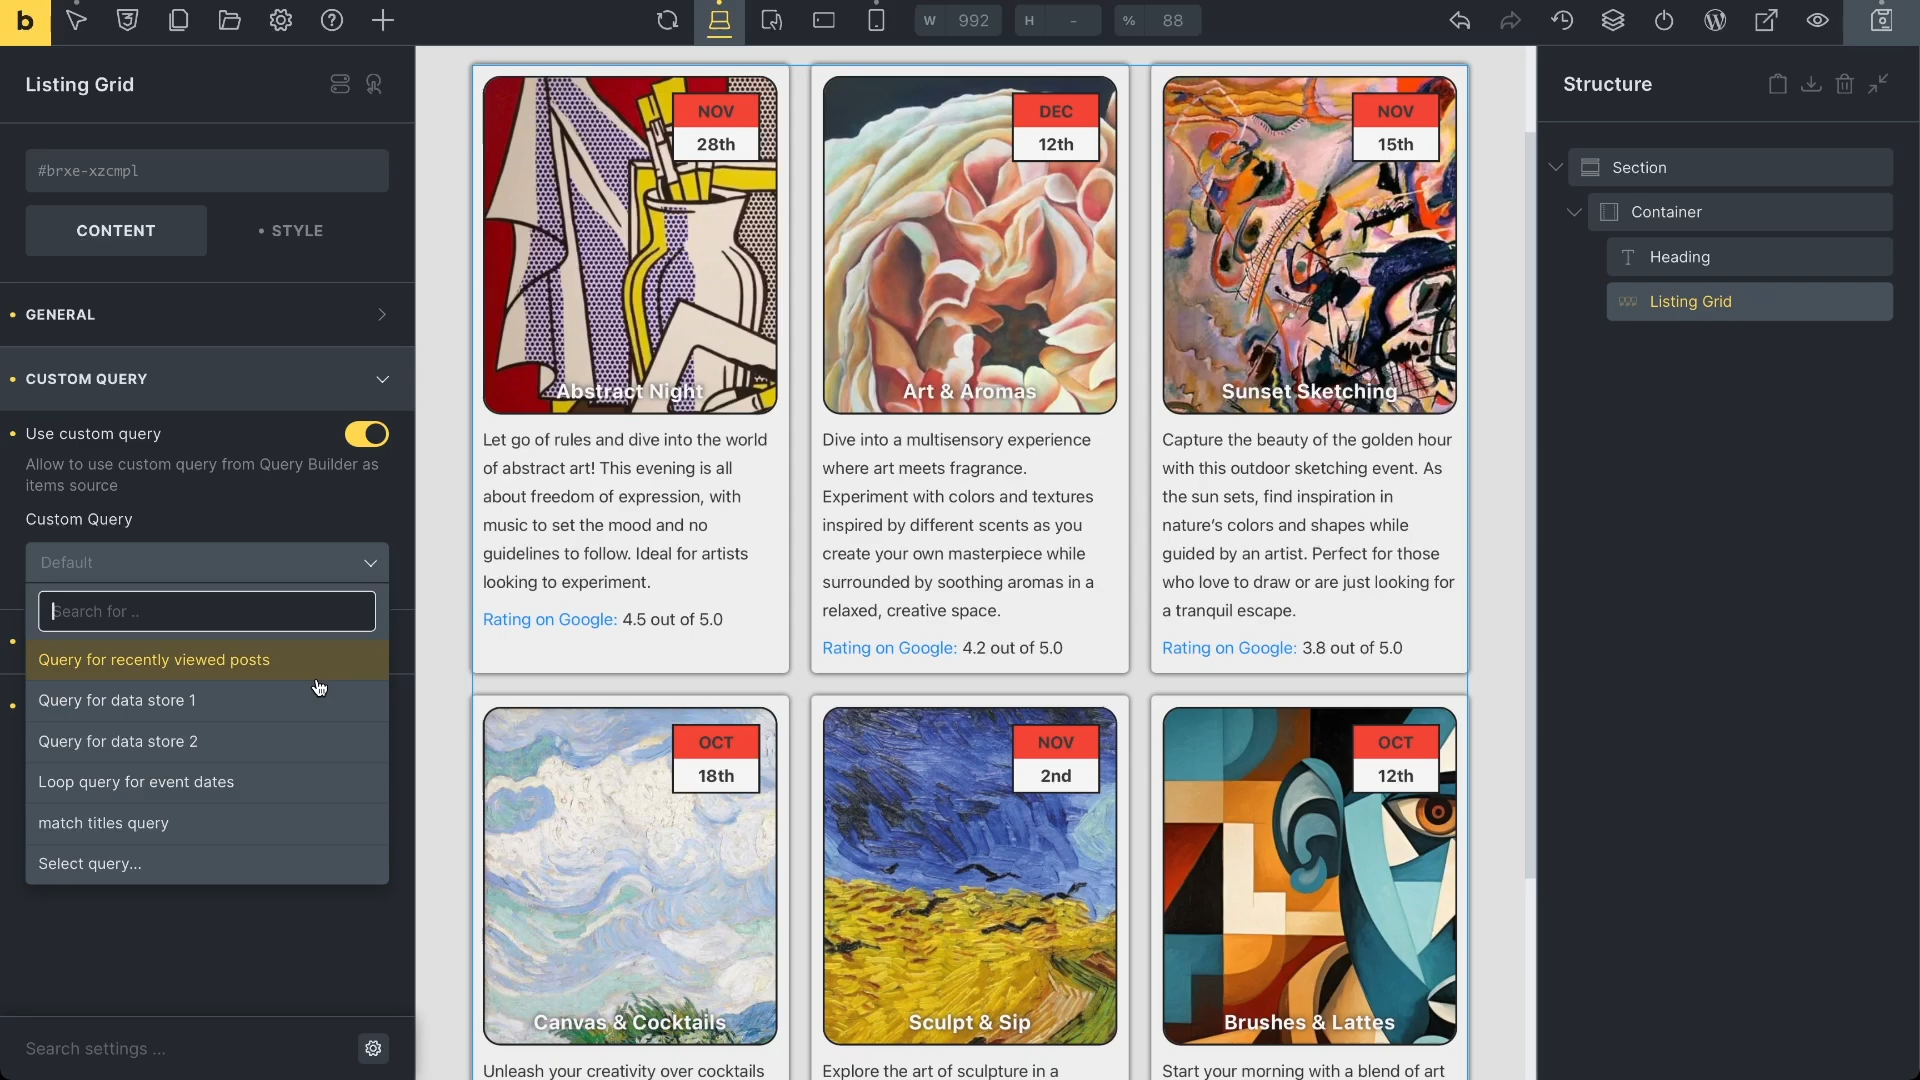 b
W 992
H -
% 88
Listing Grid
#brxe-xzcmpl
CONTENT
STYLE
GENERAL
CUSTOM QUERY
Use custom query
Allow to use custom query from Query Builder as
items source
Custom Query
Default
Search for ..
Query for recently viewed posts
Query for data store 1
Query for data store 2
Loop query for event dates
match titles query
Select query...
Search settings ...
NOV
28th
Abstract Night
Let go of rules and dive into the world
of abstract art! This evening is all
about freedom of expression, with
music to set the mood and no
guidelines to follow. Ideal for artists
looking to experiment.
Rating on Google: 4.5 out of 5.0
DEC
12th
Art & Aromas
Dive into a multisensory experience
where art meets fragrance.
Experiment with colors and textures
inspired by different scents as you
create your own masterpiece while
surrounded by soothing aromas in a
relaxed, creative space.
Rating on Google: 4.2 out of 5.0
NOV
15th
Sunset Sketching
Capture the beauty of the golden hour
with this outdoor sketching event. As
the sun sets, find inspiration in
nature's colors and shapes while
guided by an artist. Perfect for those
who love to draw or are just looking for
a tranquil escape.
Rating on Google: 3.8 out of 5.0
OCT
18th
Canvas & Cocktails
Unleash your creativity over cocktails
NOV
2nd
Sculpt & Sip
Explore the art of sculpture in a
OCT
12th
Brushes & Lattes
Start your morning with a blend of art
Structure
Section
Container
Heading
Listing Grid